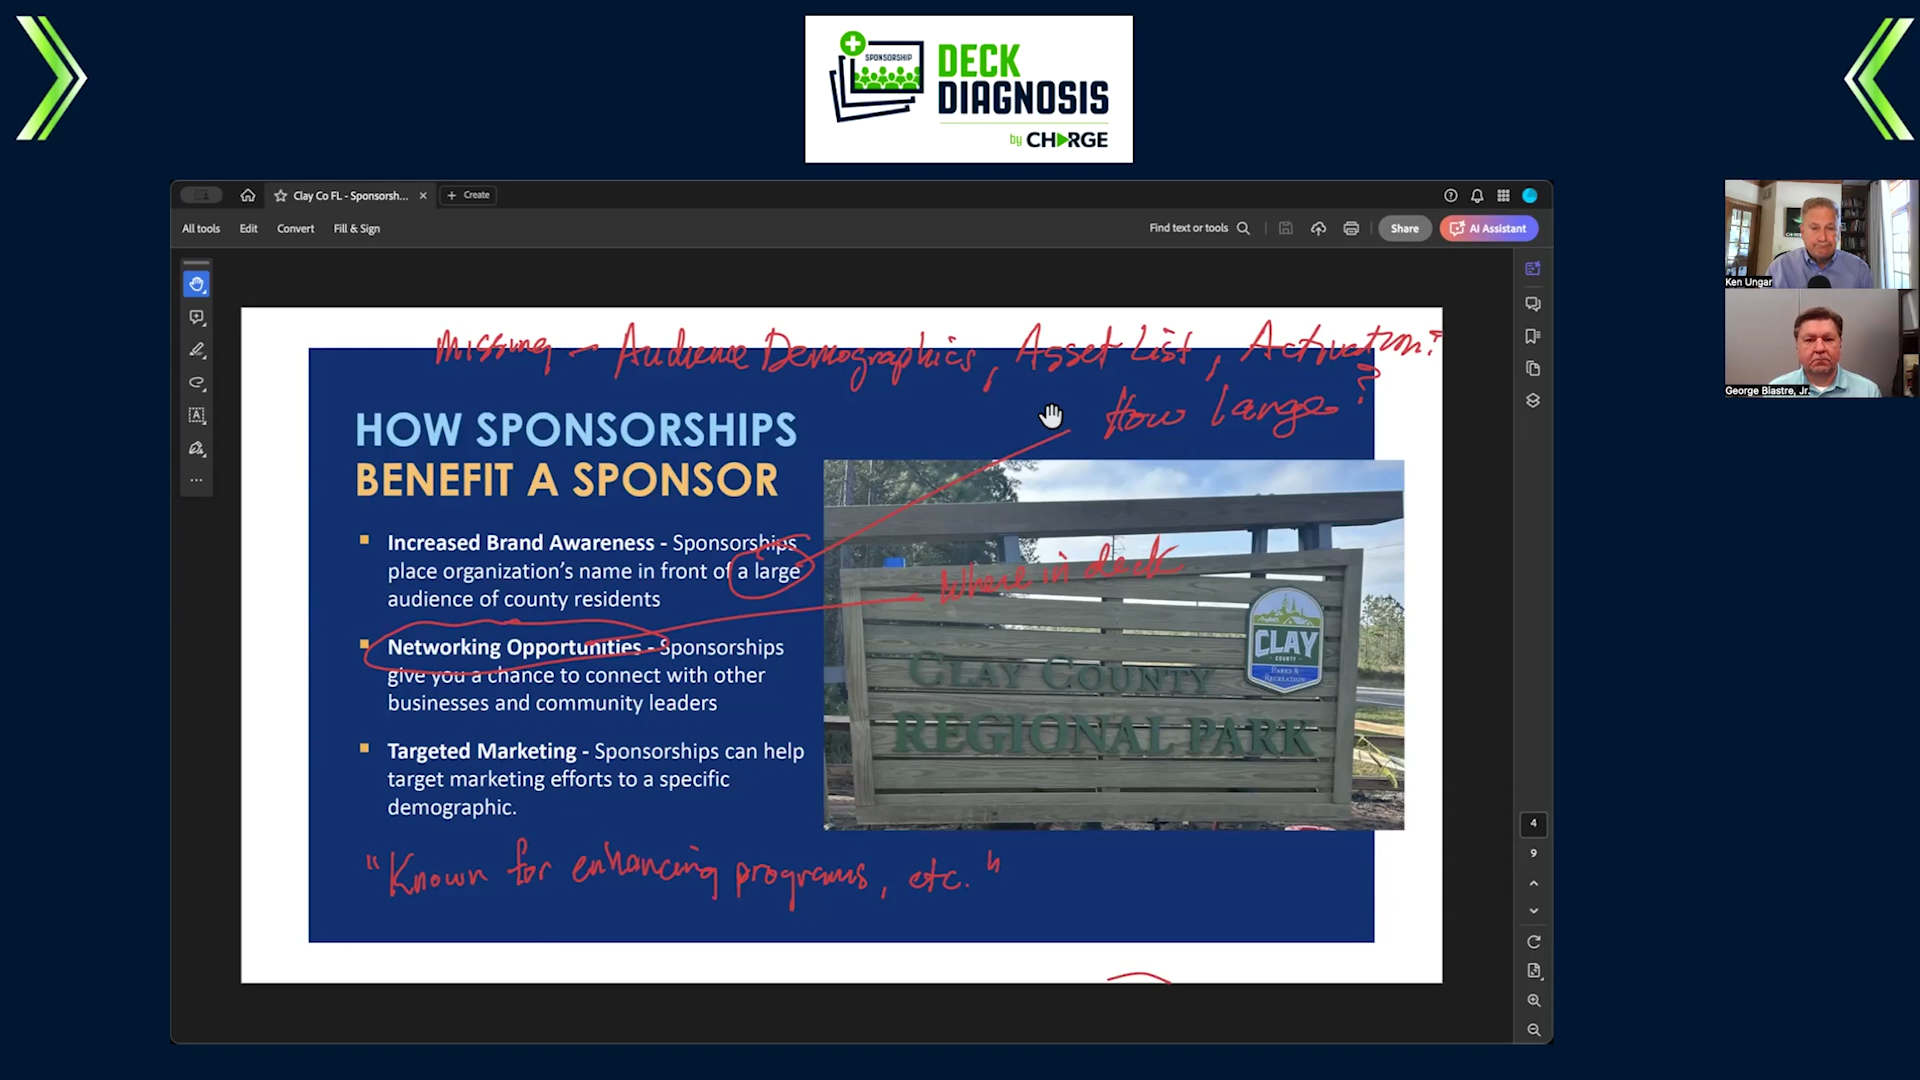 SPONSORSHIP
DECK
DIAGNOSIS
by CHARGE
Clay Co FL - Sponsorsh...
Create
All tools
Edit
Convert
Fill & Sign
Find text or tools
Share
AI Assistant
Ken Ungar
George Biastre, Jr.
Missing - Audience Demographics, Asset List, Activation?
How large?
HOW SPONSORSHIPS
BENEFIT A SPONSOR
Increased Brand Awareness - Sponsorships
place organization's name in front of a large
audience of county residents
Where in deck
Networking Opportunities - Sponsorships
give you a chance to connect with other
businesses and community leaders
Targeted Marketing - Sponsorships can help
target marketing efforts to a specific
demographic.
CLAY
COUNTY
PARKS &
RECREATION
CLAY COUNTY
REGIONAL PARK
"Known for enhancing programs, etc."
4
9